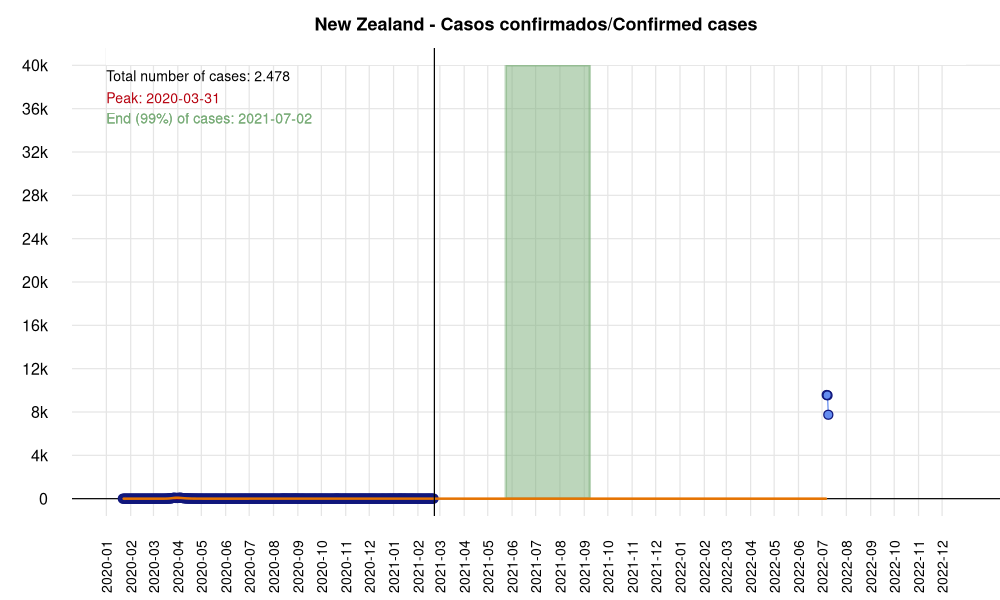 New Zealand - Casos confirmados/Confirmed cases
Total number of cases: 2.478
Peak: 2020-03-31
End (99%) of cases: 2021-07-02
40k
36k
32k
28k
24k
20k
16k
12k
8k
4k
0
2020-01
2020-02
2020-03
2020-04
2020-05
2020-06
2020-07
2020-08
2020-09
2020-10
2020-11
2020-12
2021-01
2021-02
2021-03
2021-04
2021-05
2021-06
2021-07
2021-08
2021-09
2021-10
2021-11
2021-12
2022-01
2022-02
2022-03
2022-04
2022-05
2022-06
2022-07
2022-08
2022-09
2022-10
2022-11
2022-12